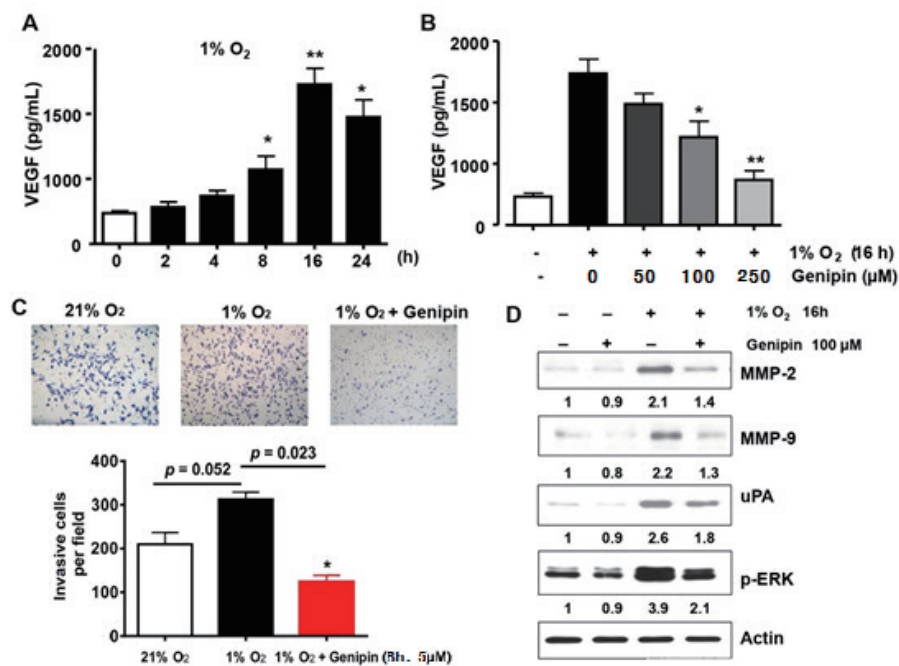 A
1% O2
VEGF (pg/mL)
2000
1500
1000
0
**
*
*
0 2 4 8 16 24 (h)
B
VEGF (pg/mL)
2000
1500
1000
0
*
**
- + + + + 1% O2 (16 h)
- 0 50 100 250 Genipin (µM)
C
21% O2 1% O2 1% O2 + Genipin
Invasive cells
per field
400
300
200
100
0
p = 0.052
p = 0.023
*
21% O2 1% O2 1% O2 + Genipin
D
– – + + 1% O2 16h
– + – + Genipin 100 µM
MMP-2
1 0.9 2.1 1.4
MMP-9
1 0.8 2.2 1.3
uPA
1 0.9 2.6 1.8
p-ERK
1 0.9 3.9 2.1
Actin